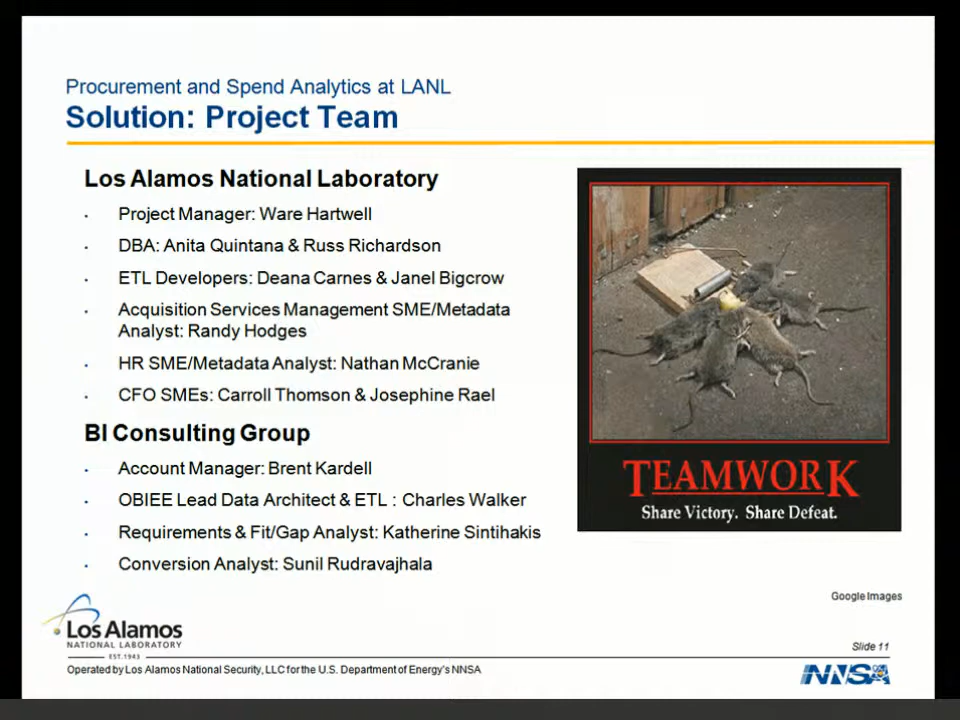 Procurement and Spend Analytics at LANL
Solution: Project Team
Los Alamos National Laboratory
· Project Manager: Ware Hartwell
· DBA: Anita Quintana & Russ Richardson
· ETL Developers: Deana Carnes & Janel Bigcrow
· Acquisition Services Management SME/Metadata
Analyst: Randy Hodges
· HR SME/Metadata Analyst: Nathan McCranie
· CFO SMEs: Carroll Thomson & Josephine Rael
BI Consulting Group
· Account Manager: Brent Kardell
· OBIEE Lead Data Architect & ETL : Charles Walker
· Requirements & Fit/Gap Analyst: Katherine Sintihakis
· Conversion Analyst: Sunil Rudravajhala
TEAMWORK
Share Victory. Share Defeat.
Google Images
Los Alamos
NATIONAL LABORATORY
EST.1943
Operated by Los Alamos National Security, LLC for the U.S. Department of Energy's NNSA
Slide 11
NNSA